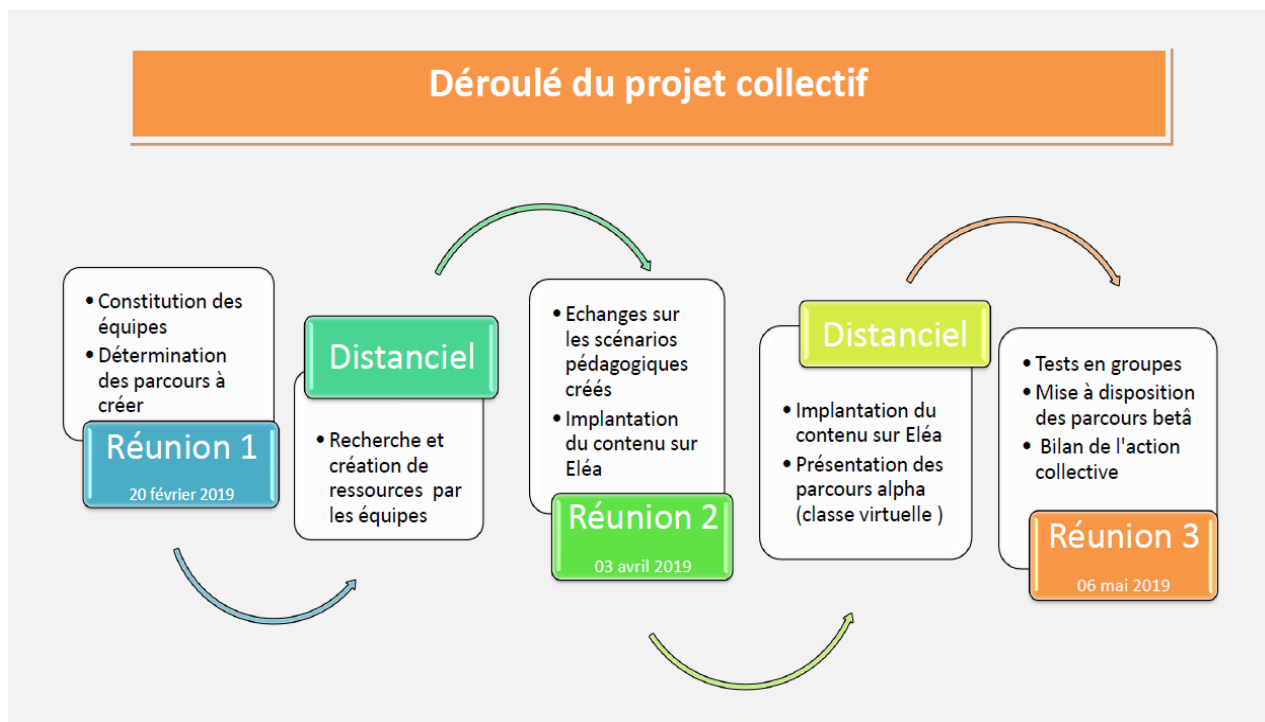 Déroulé du projet collectif
• Constitution des
équipes
• Détermination
des parcours à
créer
Réunion 1
20 février 2019
Distanciel
• Recherche et
création de
ressources par
les équipes
• Echanges sur
les scénarios
pédagogiques
créés
• Implantation
du contenu sur
Eléa
Réunion 2
03 avril 2019
Distanciel
• Implantation du
contenu sur Eléa
• Présentation des
parcours alpha
(classe virtuelle )
• Tests en groupes
• Mise à disposition
des parcours betâ
• Bilan de l'action
collective
Réunion 3
06 mai 2019